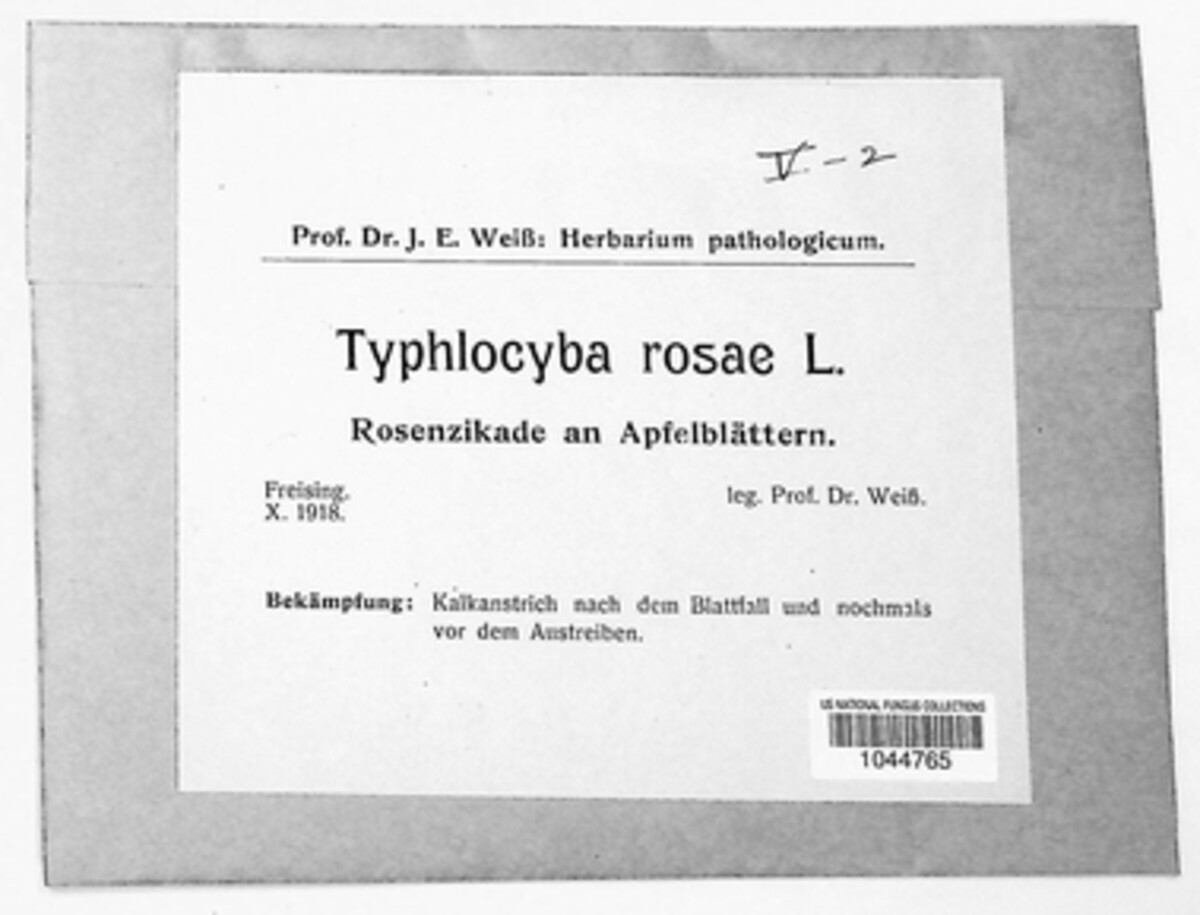 V - 2
Prof. Dr. J. E. Weiß: Herbarium pathologicum.
Typhlocyba rosae L.
Rosenzikade an Apfelblättern.
Freising.
X. 1918.
leg. Prof. Dr. Weiß.
Bekämpfung: Kalkanstrich nach dem Blattfall und nochmals
vor dem Austreiben.
US NATIONAL FUNGUS COLLECTIONS
1044765